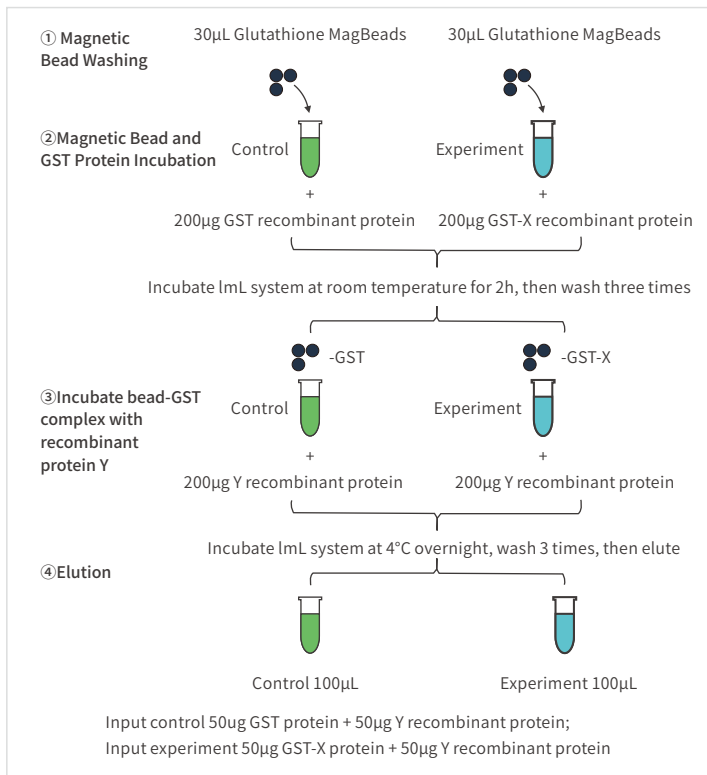 ① Magnetic
Bead Washing
30μL Glutathione MagBeads
30μL Glutathione MagBeads
②Magnetic Bead and
GST Protein Incubation
Control
Experiment
+
+
200μg GST recombinant protein
200μg GST-X recombinant protein
Incubate lmL system at room temperature for 2h, then wash three times
-GST
-GST-X
③Incubate bead-GST
complex with
recombinant
protein Y
Control
Experiment
+
+
200μg Y recombinant protein
200μg Y recombinant protein
Incubate lmL system at 4°C overnight, wash 3 times, then elute
④Elution
Control 100μL
Experiment 100μL
Input control 50ug GST protein + 50μg Y recombinant protein;
Input experiment 50μg GST-X protein + 50μg Y recombinant protein